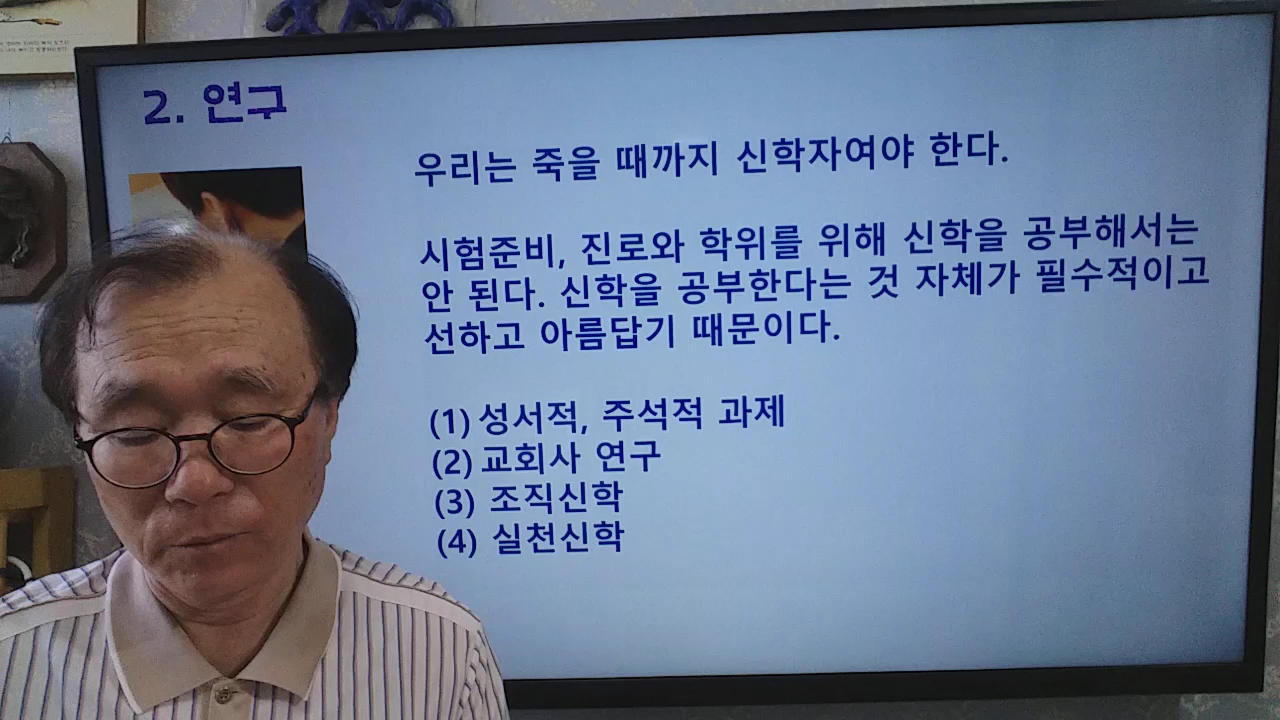 2. 연구
우리는 죽을 때까지 신학자여야 한다.
시험준비, 진로와 학위를 위해 신학을 공부해서는
안 된다. 신학을 공부한다는 것 자체가 필수적이고
선하고 아름답기 때문이다.
(1) 성서적, 주석적 과제
(2) 교회사 연구
(3) 조직신학
(4) 실천신학